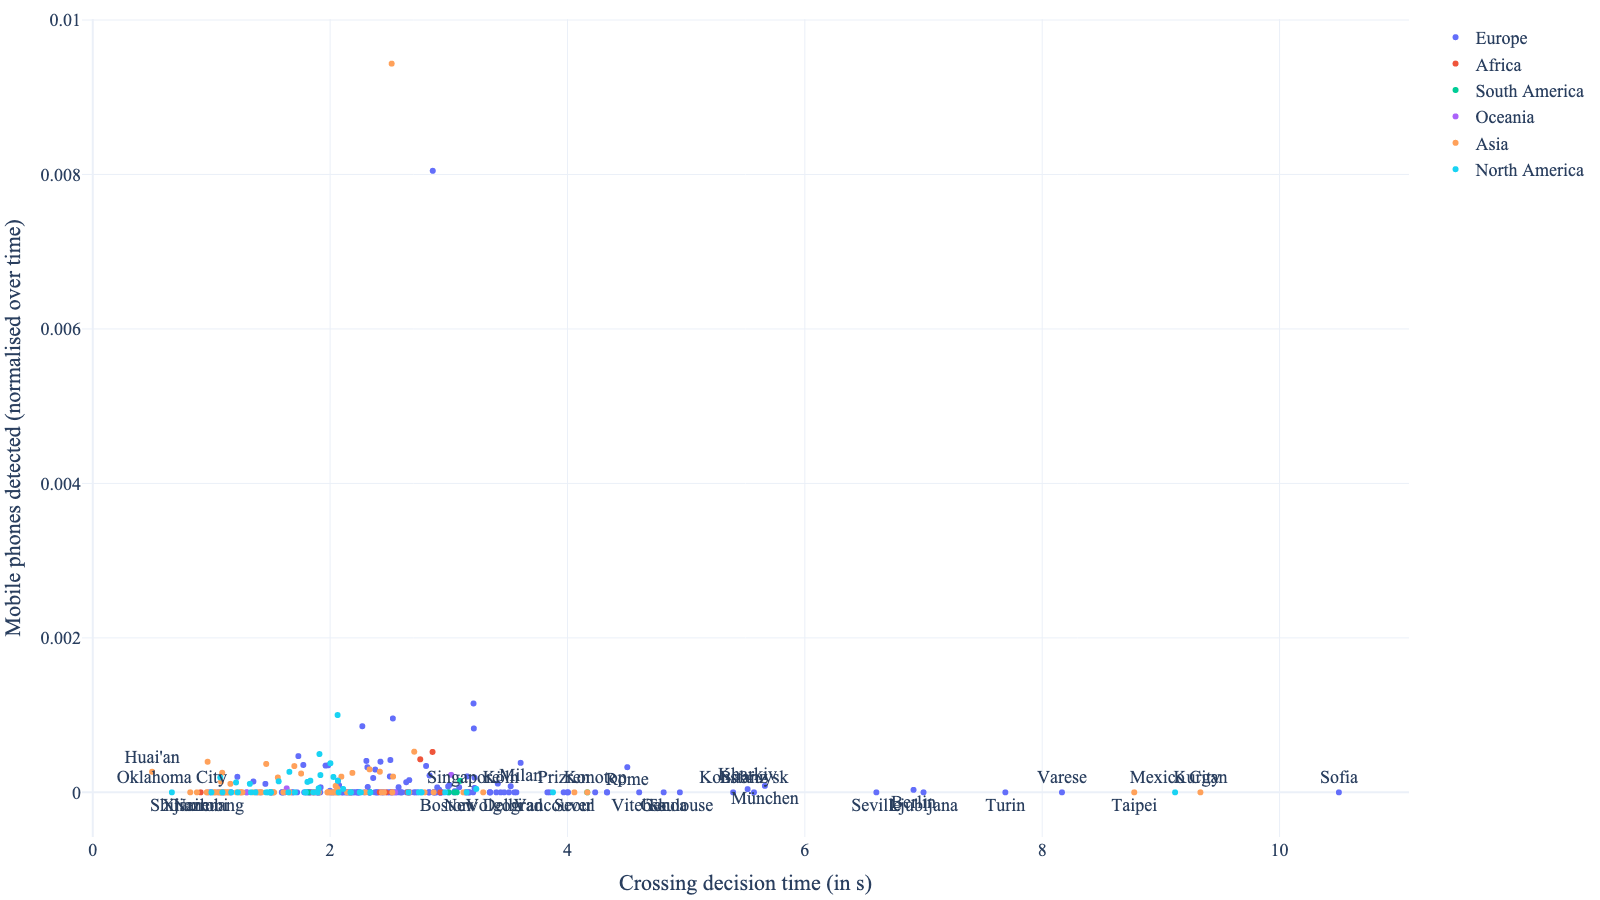 0.01
0.008
0.006
0.004
0.002
0
Mobile phones detected (normalised over time)
Europe
Africa
South America
Oceania
Asia
North America
Huai'an
Oklahoma City
Singapore
Milan
Prizren
Konotop
Rome
Kharkiv
München
Varese
Mexico City
Kurgan
Sofia
Boston
Vancouver
Seoul
Toulouse
Seville
Berlin
Ljubljana
Turin
Taipei
0
2
4
6
8
10
Crossing decision time (in s)